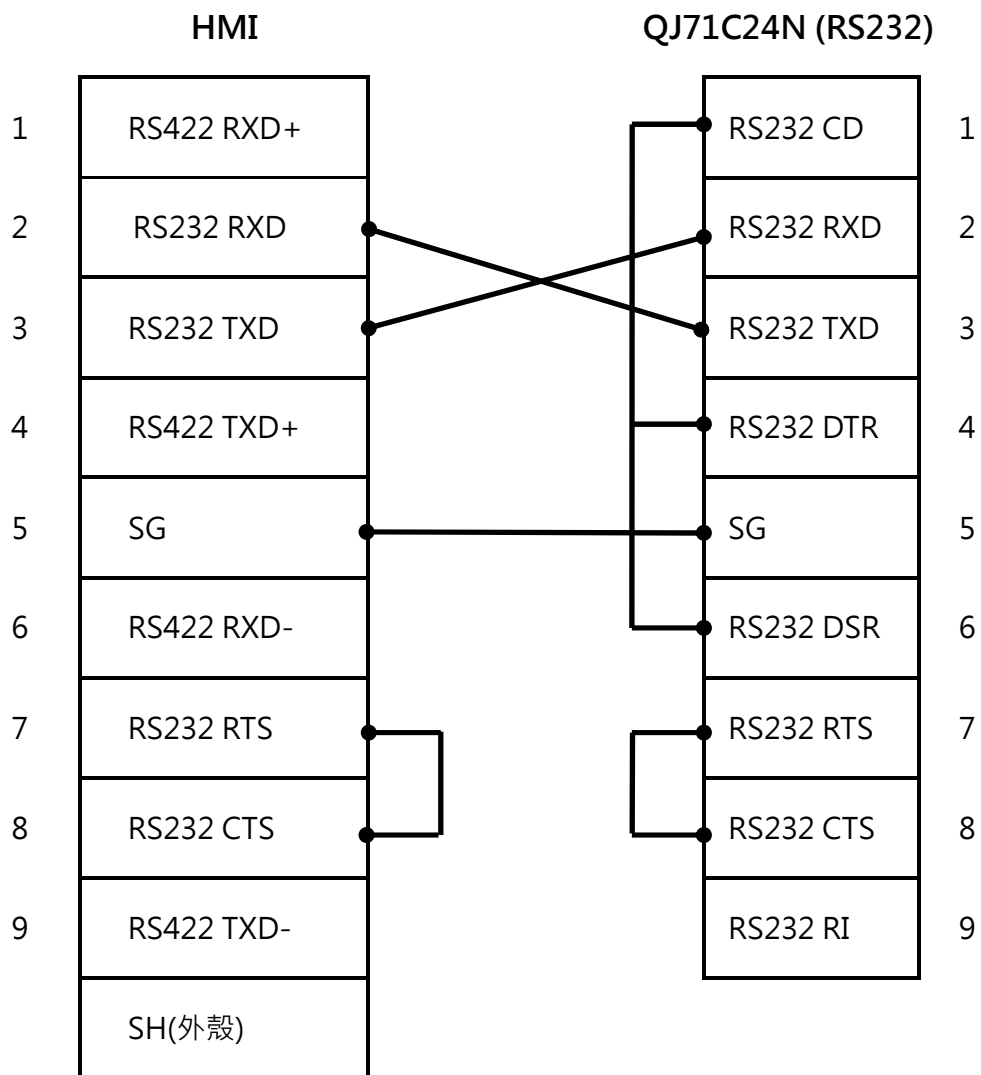 HMI QJ71C24N (RS232)
1 RS422 RXD+ RS232 CD 1
2 RS232 RXD RS232 RXD 2
3 RS232 TXD RS232 TXD 3
4 RS422 TXD+ RS232 DTR 4
5 SG SG 5
6 RS422 RXD- RS232 DSR 6
7 RS232 RTS RS232 RTS 7
8 RS232 CTS RS232 CTS 8
9 RS422 TXD- RS232 RI 9
SH(外殼)